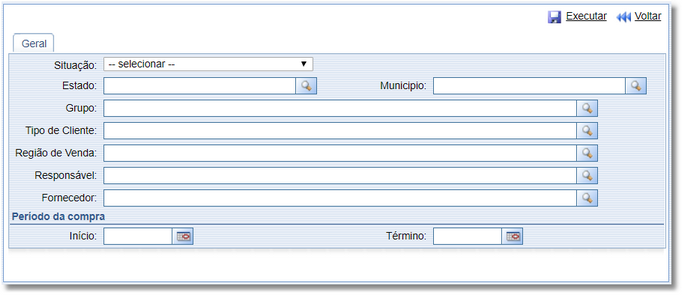 Executar Voltar
Geral
Situação: -- selecionar --
Estado: Municipio:
Grupo:
Tipo de Cliente:
Região de Venda:
Responsável:
Fornecedor:
Periodo da compra
Início: Término: